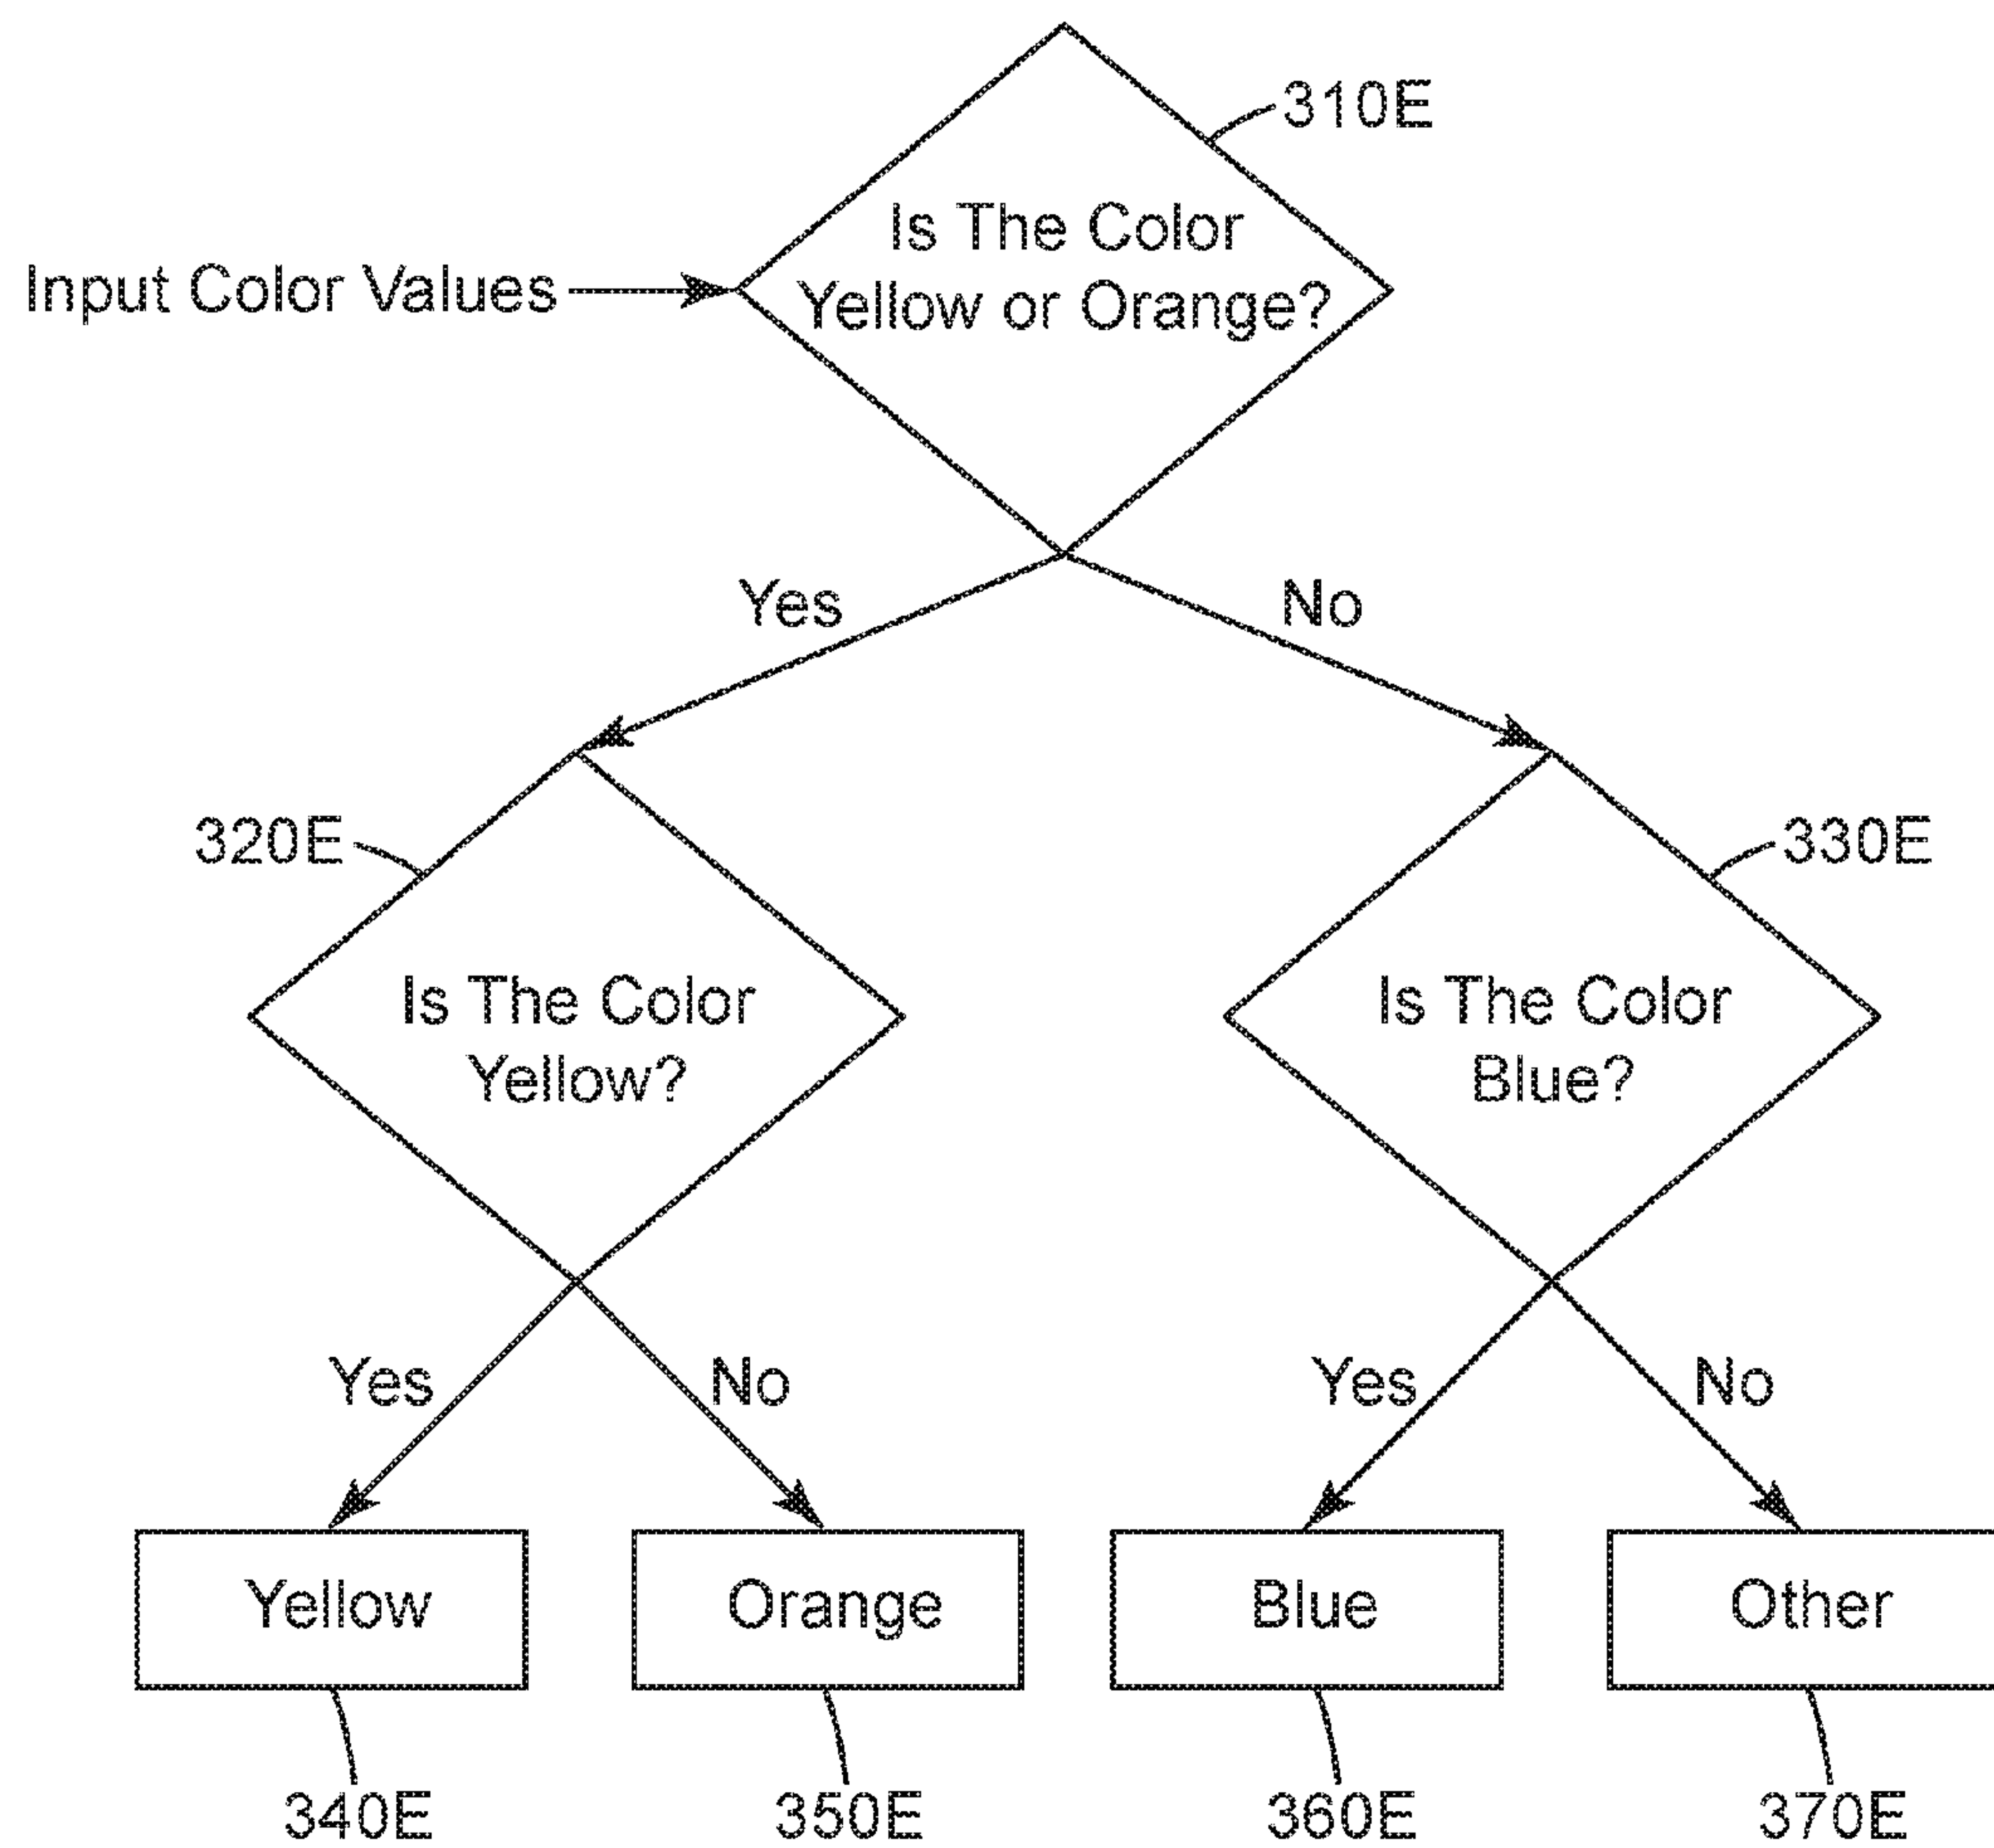 310E
Is The Color
Yellow or Orange?
Input Color Values
Yes
No
320E
330E
Is The Color
Yellow?
Is The Color
Blue?
Yes
No
Yes
No
Yellow
Orange
Blue
Other
340E
350E
360E
370E